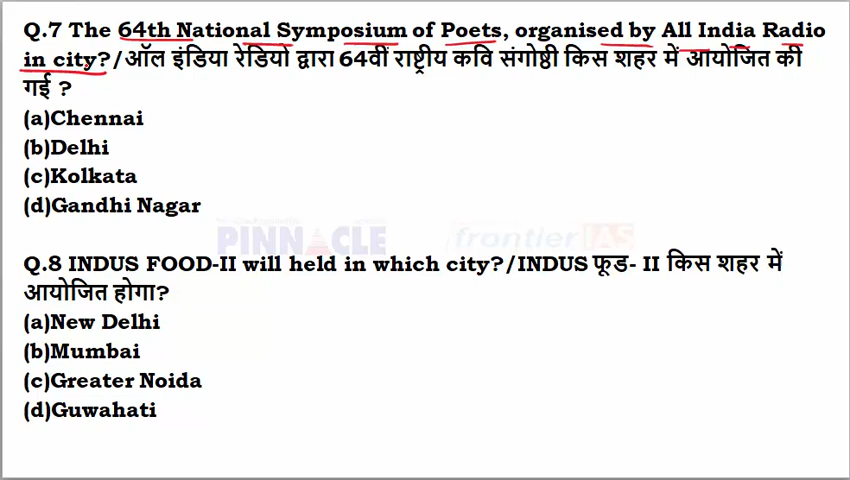 Q.7 The 64th National Symposium of Poets, organised by All India Radio
in city?/ऑल इंडिया रेडियो द्वारा 64वीं राष्ट्रीय कवि संगोष्ठी किस शहर में आयोजित की
गई ?
(a)Chennai
(b)Delhi
(c)Kolkata
(d)Gandhi Nagar
PINNACLE frontier IAS
Q.8 INDUS FOOD-II will held in which city?/INDUS फूड- II किस शहर में
आयोजित होगा?
(a)New Delhi
(b)Mumbai
(c)Greater Noida
(d)Guwahati